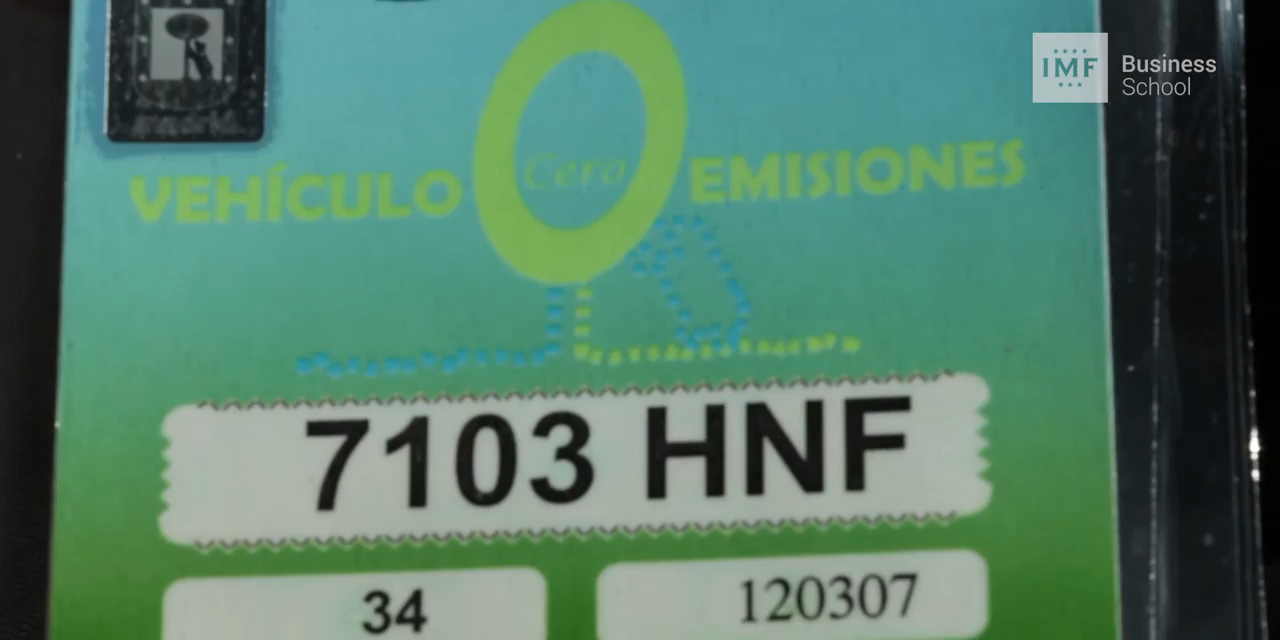 IMF
Business
School
VEHÍCULO Cero EMISIONES
7103 HNF
34
120307